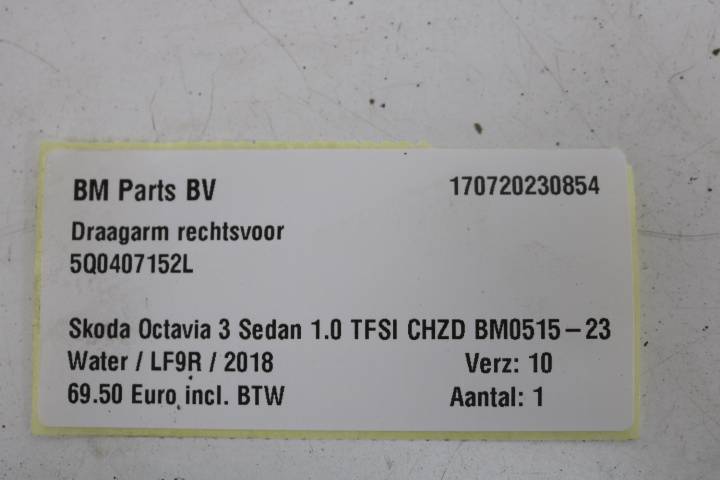 BM Parts BV 170720230854
Draagarm rechtsvoor
5Q0407152L
Skoda Octavia 3 Sedan 1.0 TFSI CHZD BM0515-23
Water / LF9R / 2018 Verz: 10
69.50 Euro incl. BTW Aantal: 1